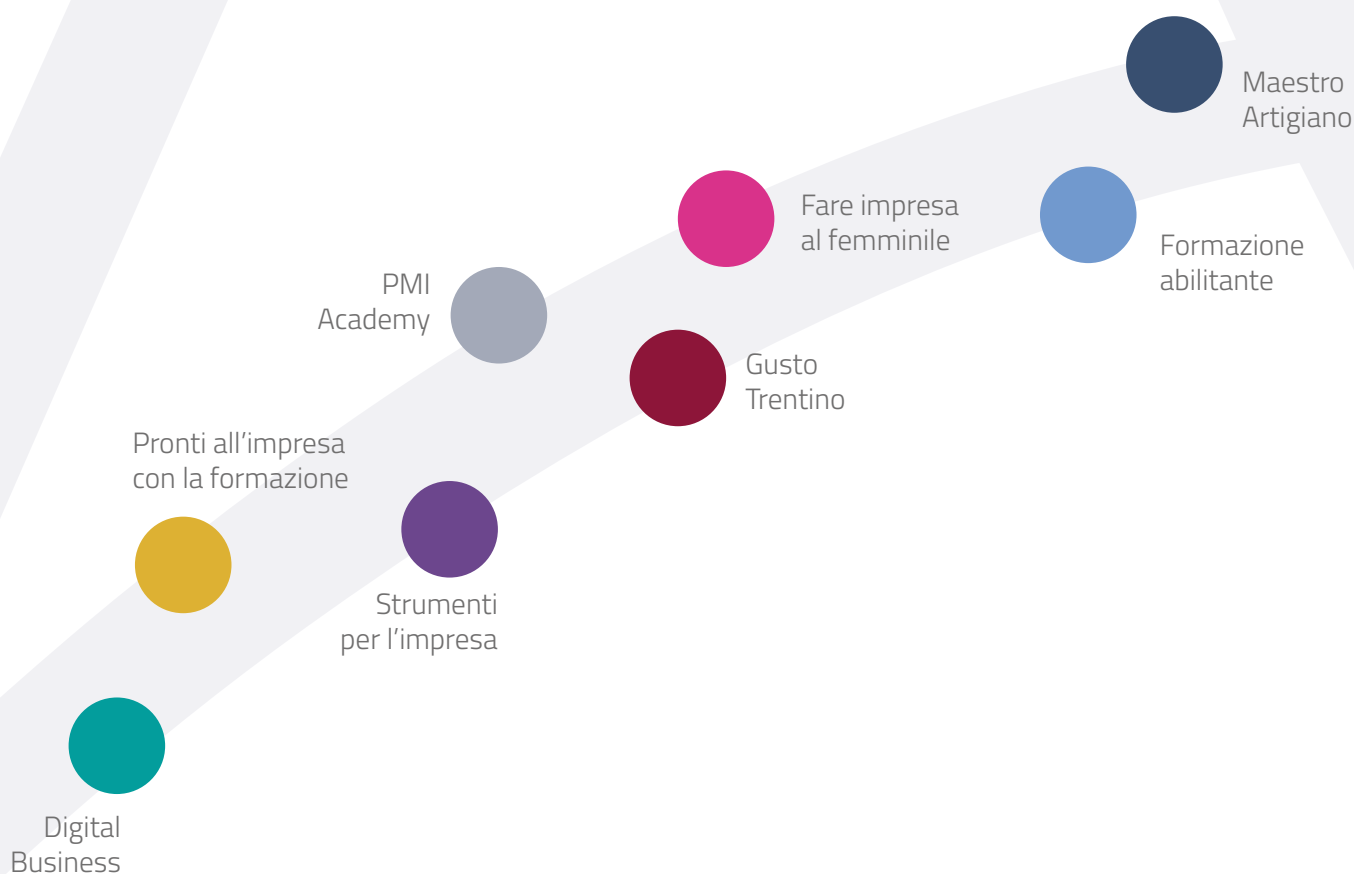 Maestro
Artigiano
Fare impresa
al femminile
Formazione
abilitante
PMI
Academy
Gusto
Trentino
Pronti all’impresa
con la formazione
Strumenti
per l’impresa
Digital
Business